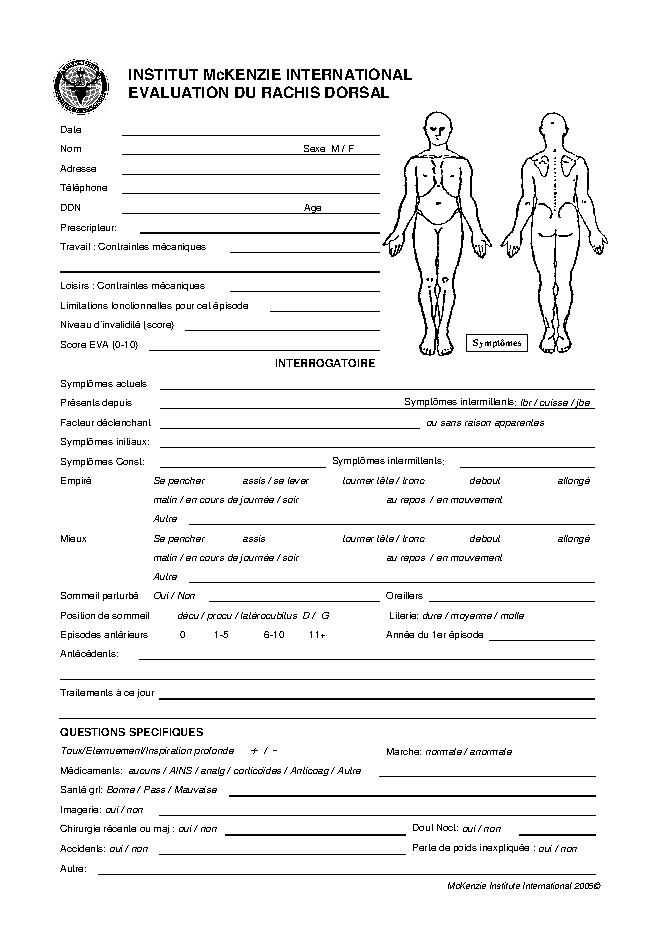 INSTITUT McKENZIE INTERNATIONAL
EVALUATION DU RACHIS DORSAL
Date
Nom Sexe M / F
Adresse
Téléphone
DDN Age
Prescripteur:
Travail : Contraintes mécaniques
Loisirs : Contraintes mécaniques
Limitations fonctionnelles pour cet épisode
Niveau d'invalidité (score)
Score EVA (0-10)
Symptômes
INTERROGATOIRE
Symptômes actuels
Présents depuis Symptômes intermittents: lbr / cuisse / jbe
Facteur déclenchant ou sans raison apparentes
Symptômes initiaux:
Symptômes Const: Symptômes intermittents:
Empiré Se pencher assis / se lever tourner tête / tronc debout allongé
matin / en cours de journée / soir au repos / en mouvement
Autre
Mieux Se pencher assis tourner tête / tronc debout allongé
matin / en cours de journée / soir au repos / en mouvement
Autre
Sommeil perturbé Oui / Non Oreillers
Position de sommeil décu / procu / latérocubitus D / G Literie: dure / moyenne / molle
Episodes antérieurs 0 1-5 6-10 11+ Année du 1er épisode
Antécédents:
Traitements à ce jour
QUESTIONS SPECIFIQUES
Toux/Eternuement/Inspiration profonde + / - Marche: normale / anormale
Médicaments: aucuns / AINS / analg / corticoïdes / Anticoag / Autre
Santé grl: Bonne / Pass / Mauvaise
Imagerie: oui / non
Chirurgie récente ou maj : oui / non Doul Noct: oui / non
Accidents: oui / non Perte de poids inexpliquée : oui / non
Autre:
McKenzie Institute International 2005©